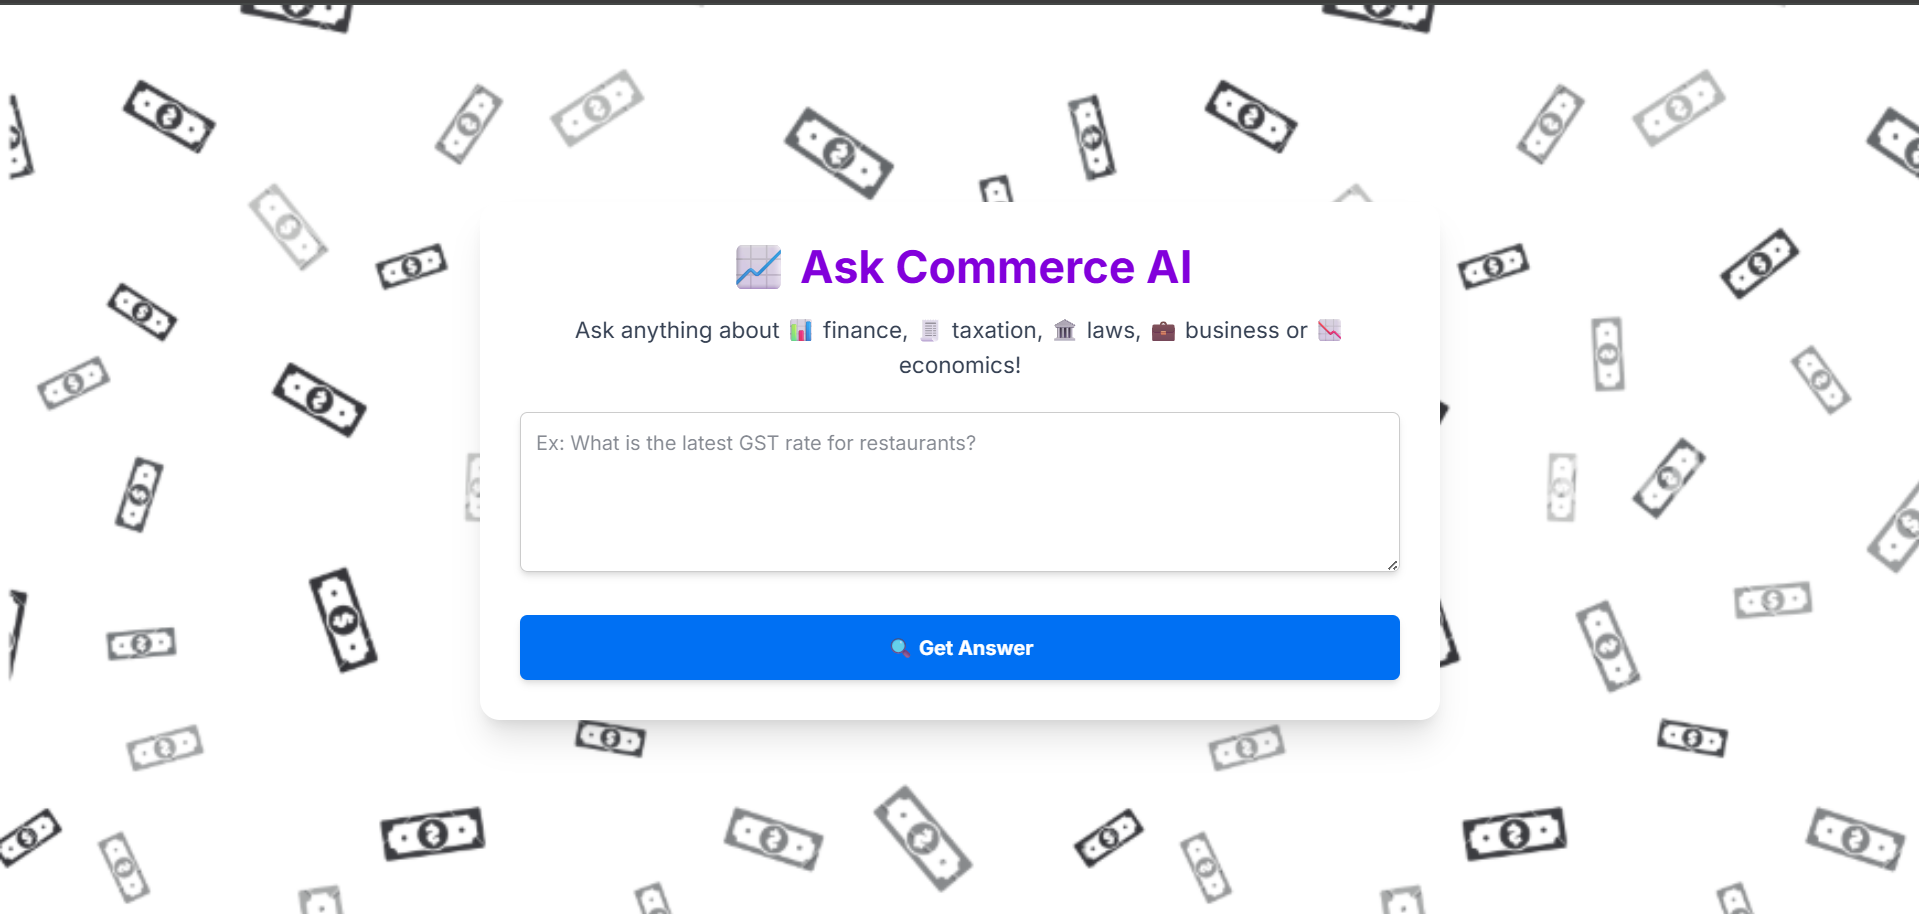 📈 Ask Commerce AI
Ask anything about 📊 finance, 🧾 taxation, 🏛️ laws, 💼 business or 📉
economics!
Ex: What is the latest GST rate for restaurants?
🔍 Get Answer